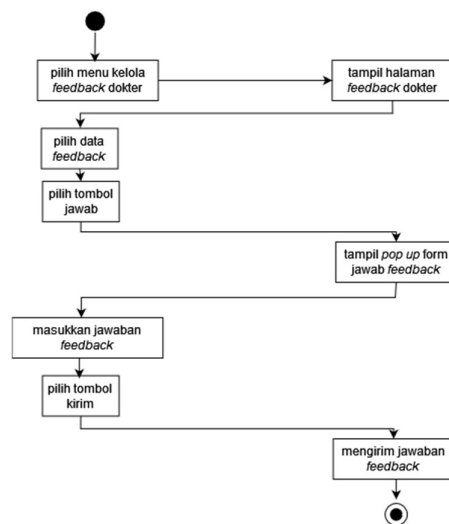 pilih menu kelola
feedback dokter
tampil halaman
feedback dokter
pilih data
feedback
pilih tombol
jawab
tampil pop up form
jawab feedback
masukkan jawaban
feedback
pilih tombol
kirim
mengirim jawaban
feedback